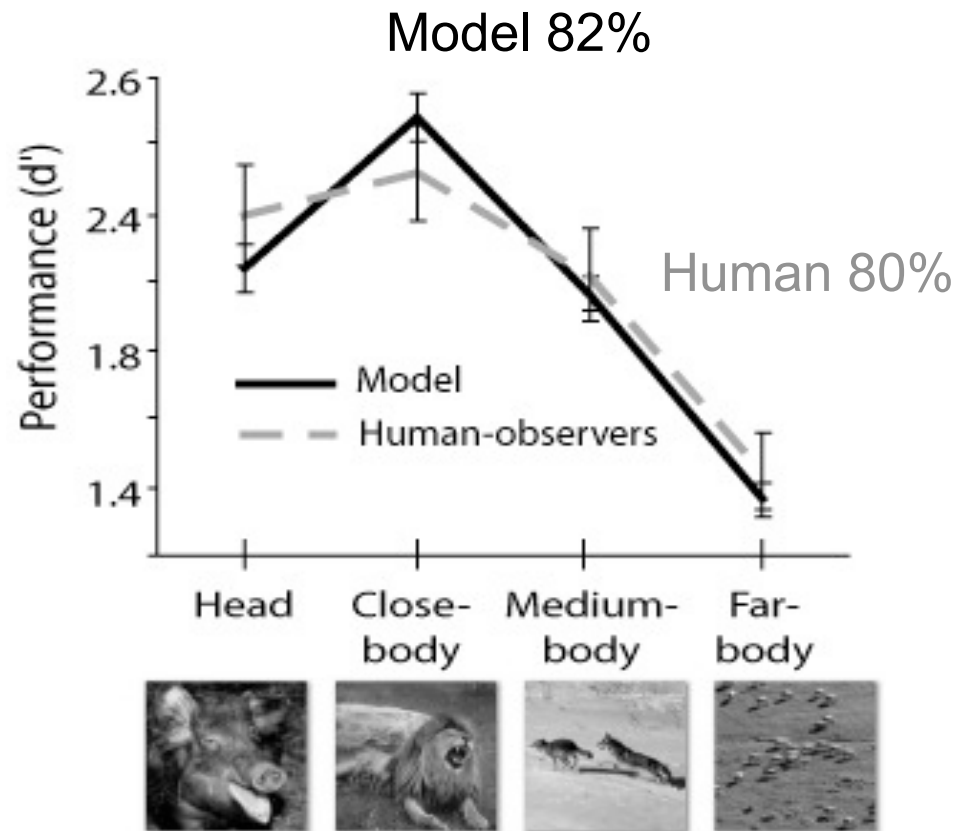 Model 82%
2.6
2.4
1.8
1.4
Performance (d')
Human 80%
Model
Human-observers
Head
Close-
body
Medium-
body
Far-
body